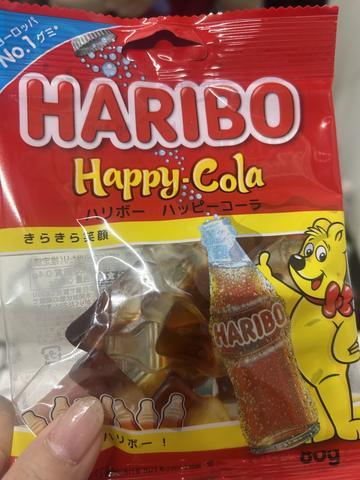 ヨーロッパ
No.1グミ*
HARIBO
Happy-Cola
ハリボー ハッピーコーラ
きらきら笑顔
HARIBO
ハリボー！
80g